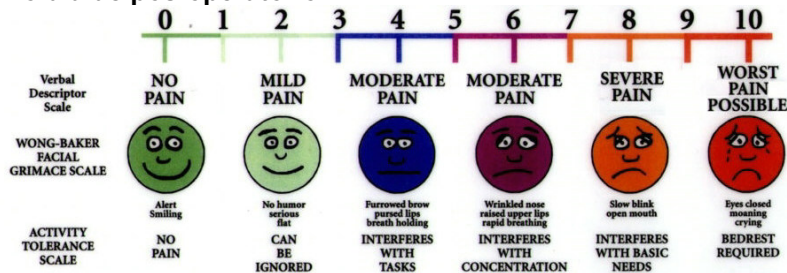 0 1 2 3 4 5 6 7 8 9 10
Verbal
Descriptor
Scale
NO
PAIN
MILD
PAIN
MODERATE
PAIN
MODERATE
PAIN
SEVERE
PAIN
WORST
PAIN
POSSIBLE
WONG-BAKER
FACIAL
GRIMACE SCALE
Alert
Smiling
No humor
serious
flat
Furrowed brow
pursed lips
breath holding
Wrinkled nose
raised upper lips
rapid breathing
Slow blink
open mouth
Eyes closed
moaning
crying
ACTIVITY
TOLERANCE
SCALE
NO
PAIN
CAN
BE
IGNORED
INTERFERES
WITH
TASKS
INTERFERES
WITH
CONCENTRATION
INTERFERES
WITH BASIC
NEEDS
BEDREST
REQUIRED